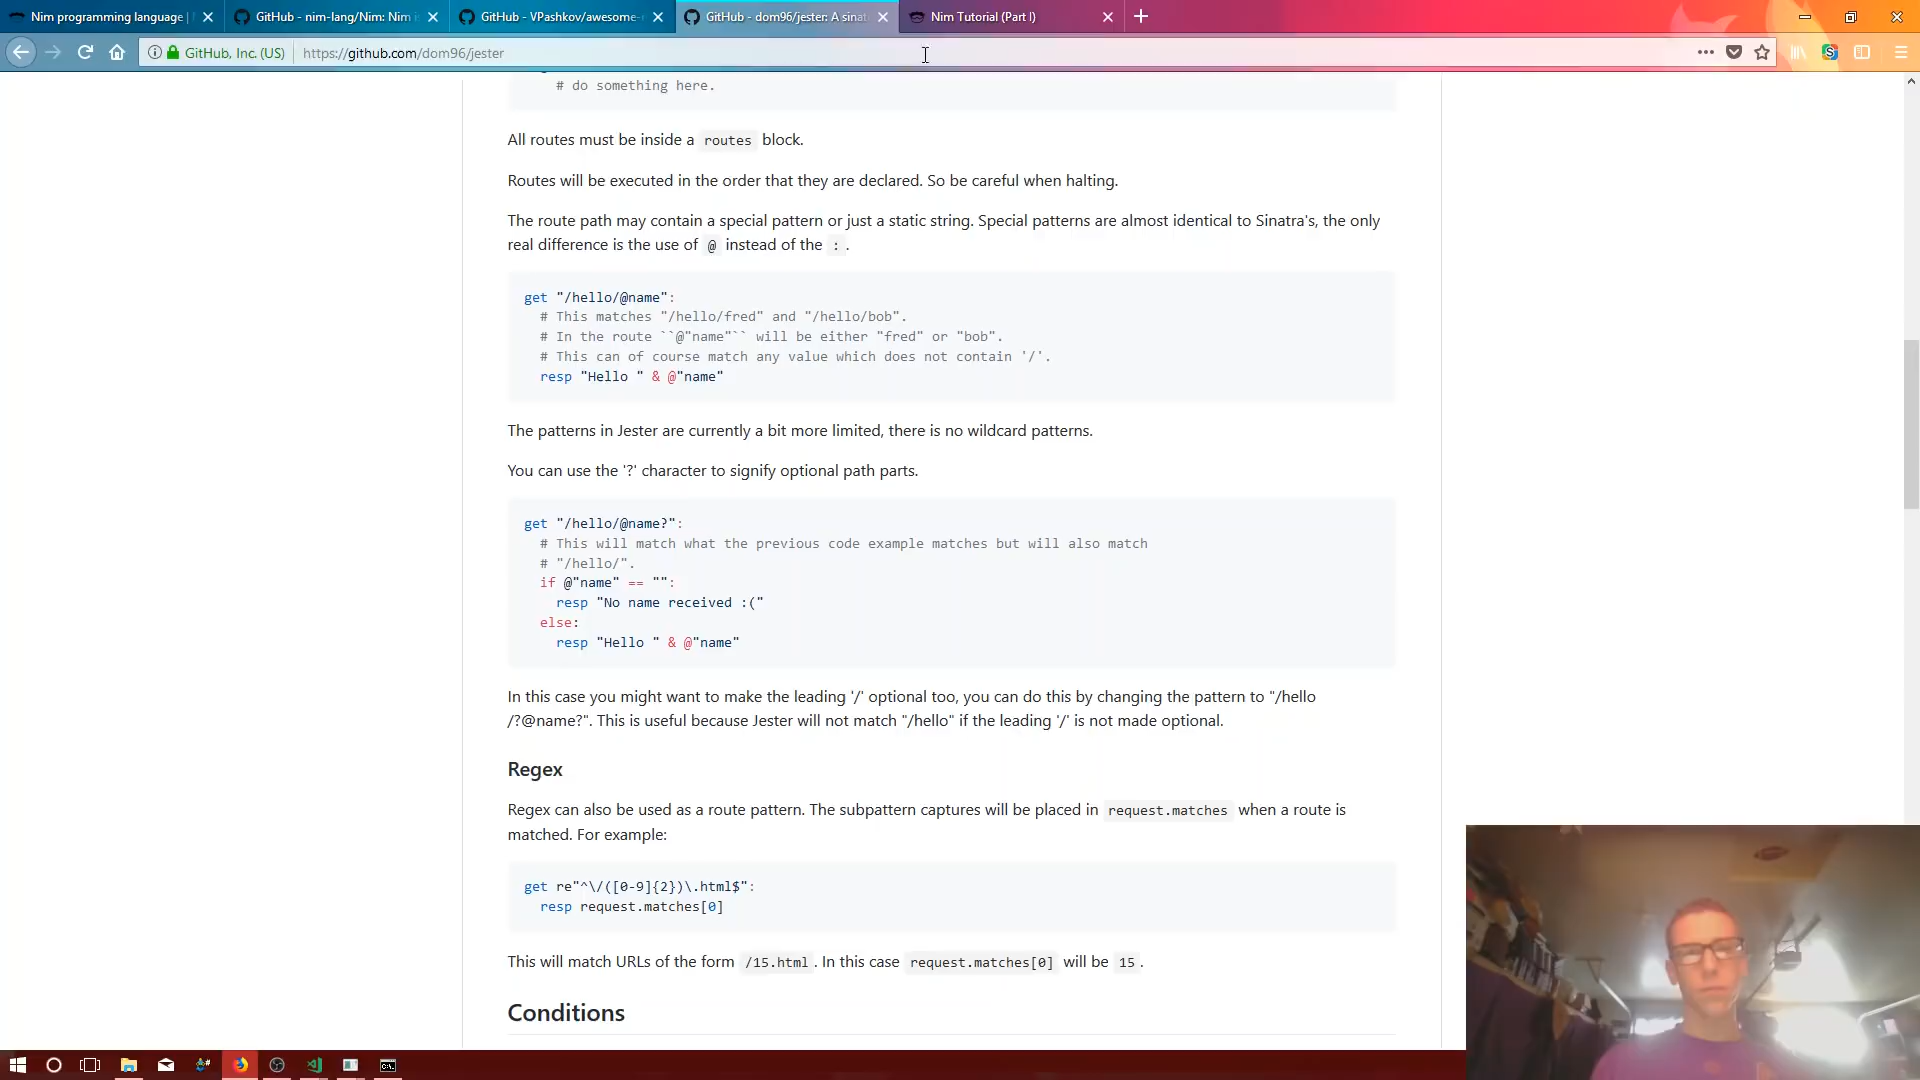 Nim programming language |
GitHub - nim-lang/Nim: Nim is
GitHub - VPashkov/awesome-
GitHub - dom96/jester: A sinat
Nim Tutorial (Part I)
GitHub, Inc. (US)
https://github.com/dom96/jester
# do something here.
All routes must be inside a routes block.
Routes will be executed in the order that they are declared. So be careful when halting.
The route path may contain a special pattern or just a static string. Special patterns are almost identical to Sinatra's, the only
real difference is the use of @ instead of the : .
get "/hello/@name":
# This matches "/hello/fred" and "/hello/bob".
# In the route ``@"name"`` will be either "fred" or "bob".
# This can of course match any value which does not contain '/'.
resp "Hello " & @"name"
The patterns in Jester are currently a bit more limited, there is no wildcard patterns.
You can use the '?' character to signify optional path parts.
get "/hello/@name?":
# This will match what the previous code example matches but will also match
# "/hello/".
if @"name" == "":
resp "No name received :("
else:
resp "Hello " & @"name"
In this case you might want to make the leading '/' optional too, you can do this by changing the pattern to "/hello
/?@name?". This is useful because Jester will not match "/hello" if the leading '/' is not made optional.
Regex
Regex can also be used as a route pattern. The subpattern captures will be placed in request.matches when a route is
matched. For example:
get re"^\/([0-9]{2})\.html$":
resp request.matches[0]
This will match URLs of the form /15.html . In this case request.matches[0] will be 15 .
Conditions